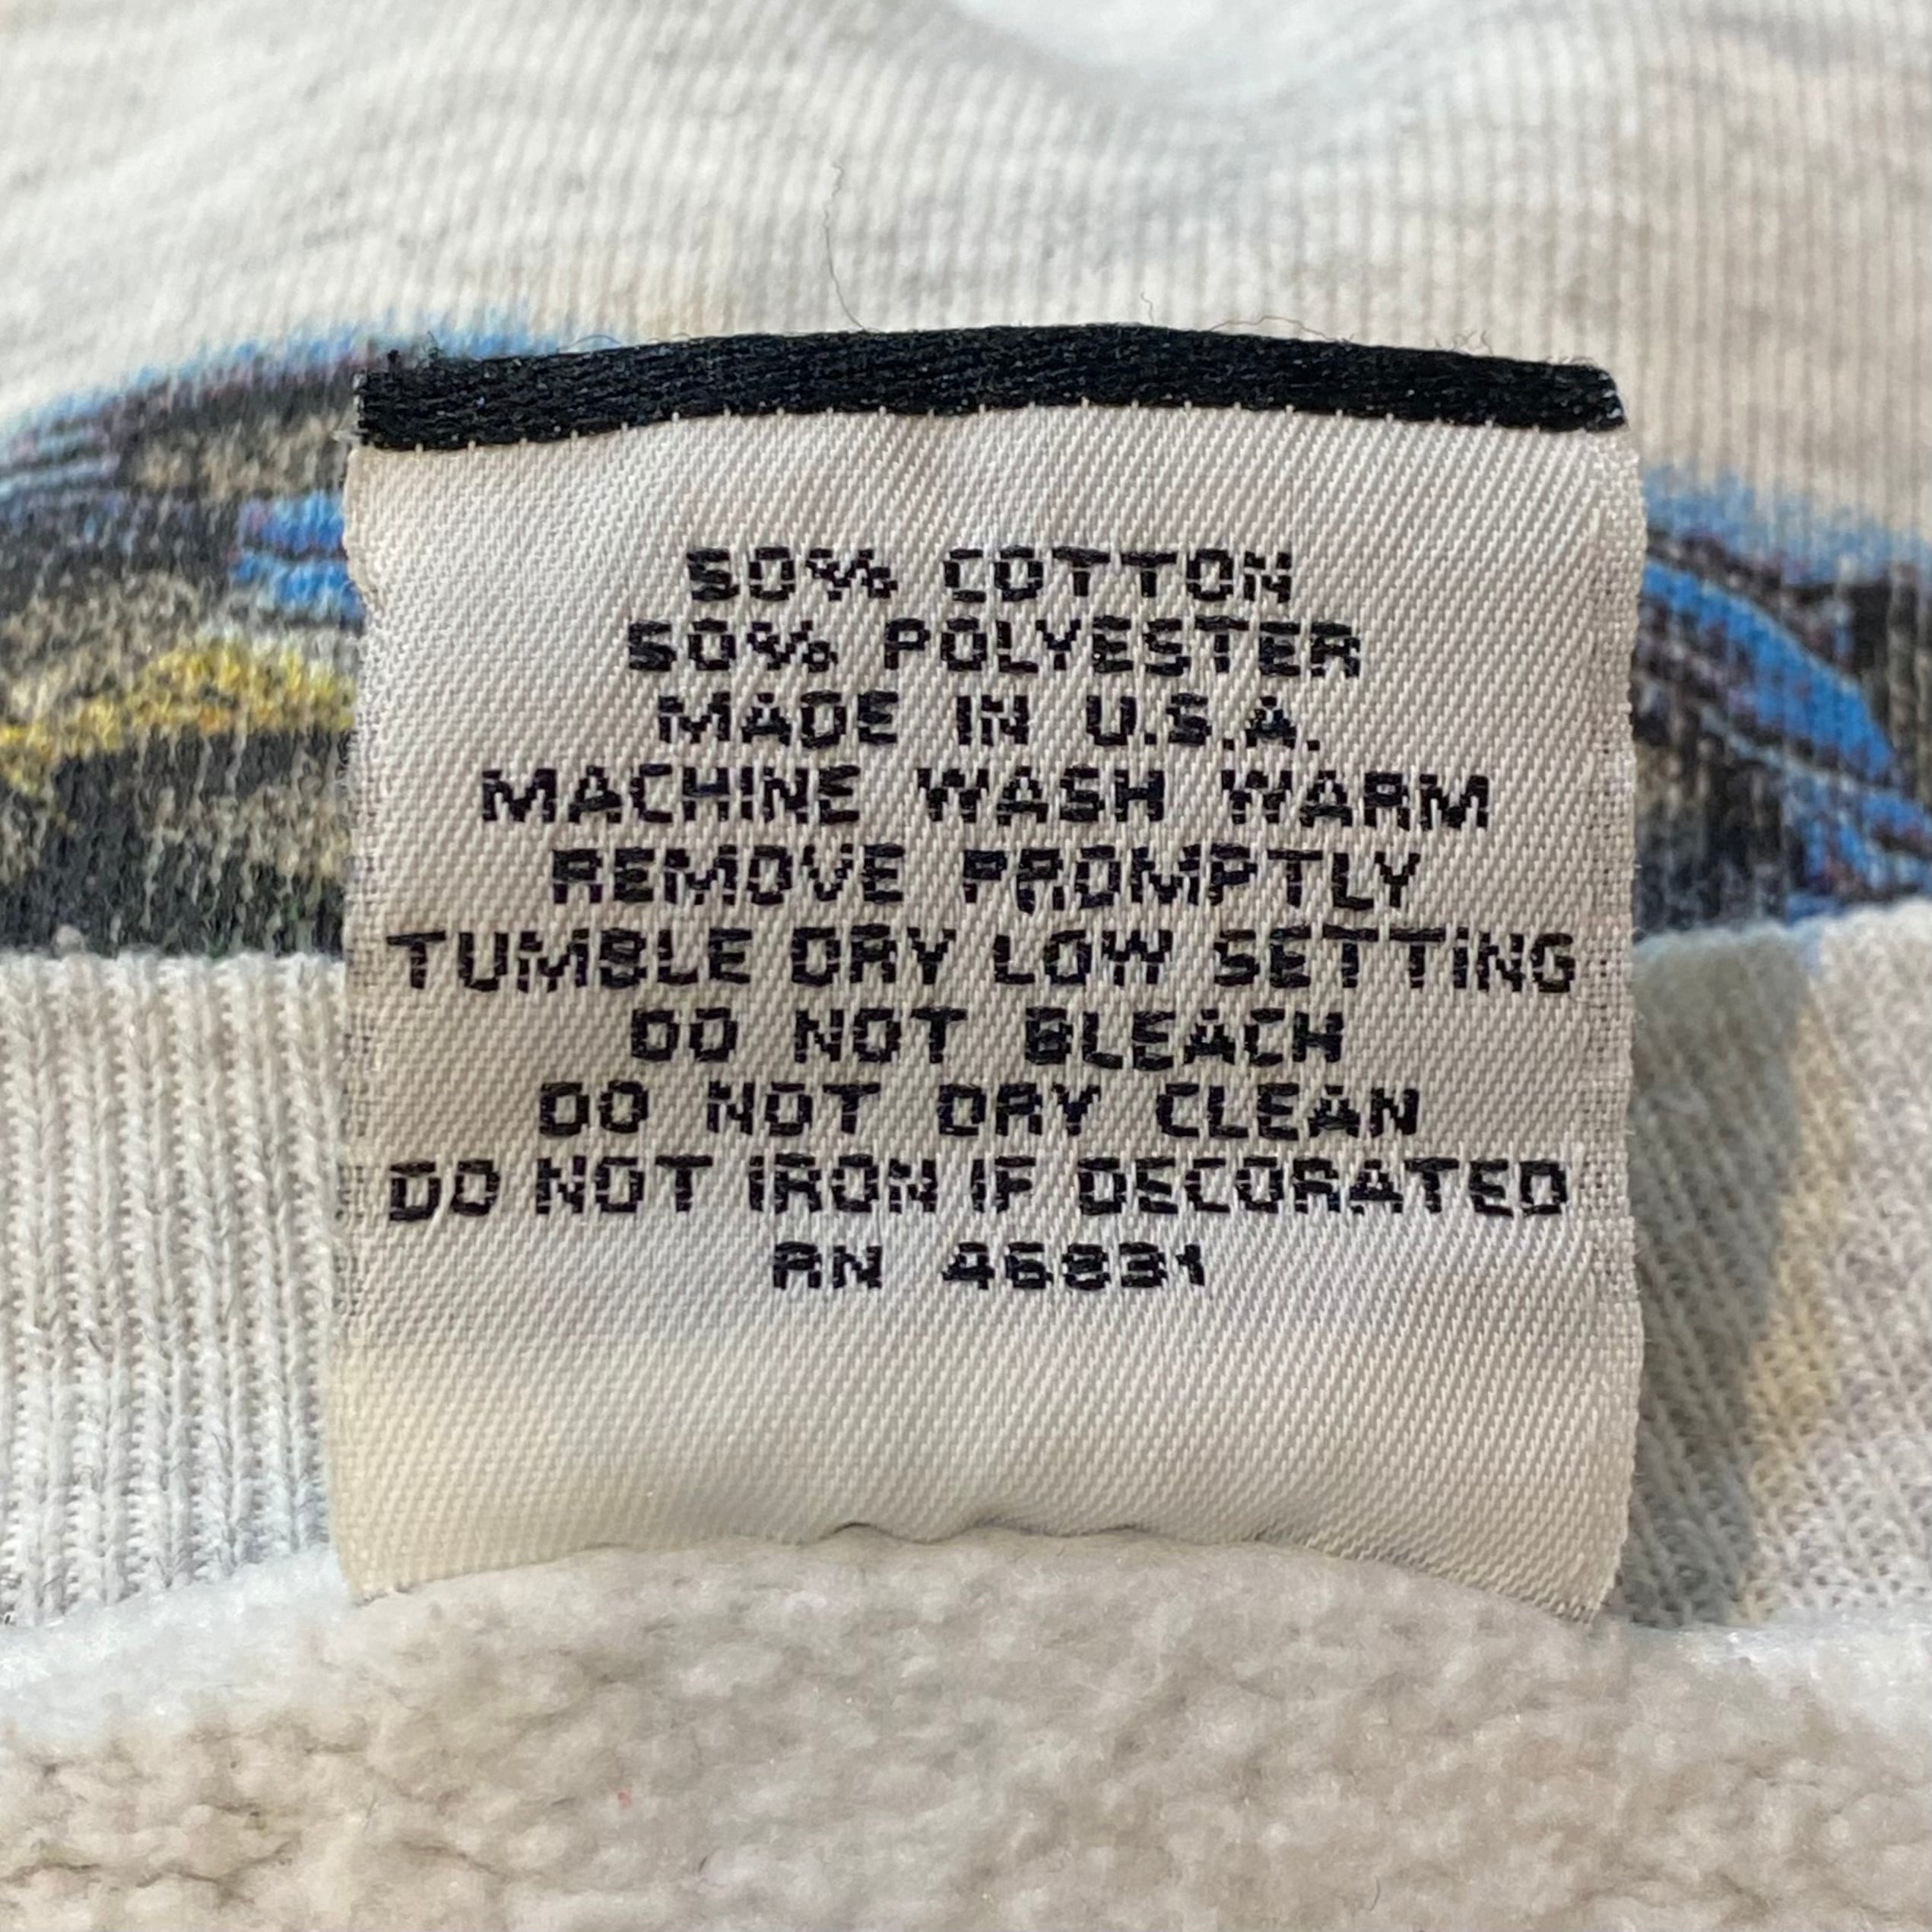 50% COTTON
50% POLYESTER
MADE IN U.S.A.
MACHINE WASH WARM
REMOVE PROMPTLY
TUMBLE DRY LOW SETTING
DO NOT BLEACH
DO NOT DRY CLEAN
DO NOT IRON IF DECORATED
RN 46831